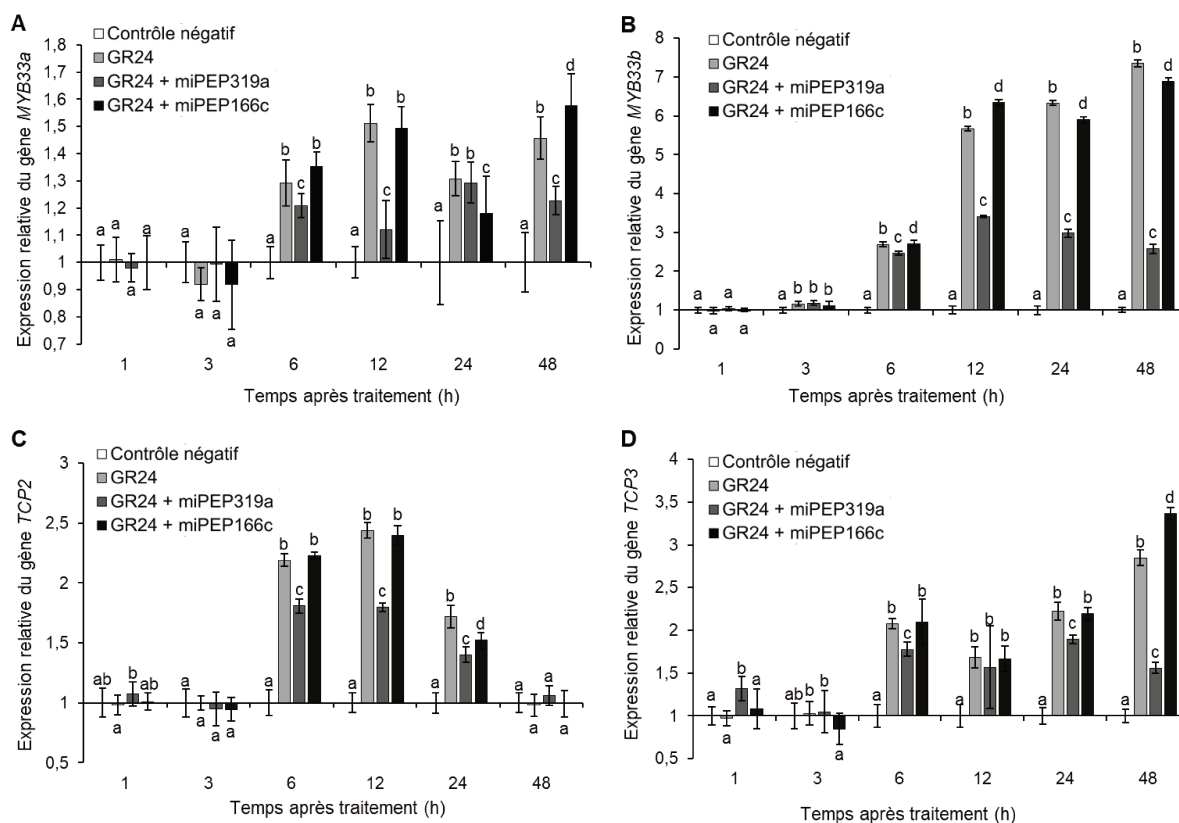 A
Expression relative du gène MYB33a
Contrôle négatif
GR24
GR24 + miPEP319a
GR24 + miPEP166c
1,8
1,7
1,6
1,5
1,4
1,3
1,2
1,1
1
0,9
0,8
0,7
a a a a
a a a a
a b c b
a b c b
a b b c
a b c d
1 3 6 12 24 48
Temps après traitement (h)
B
Expression relative du gène MYB33b
Contrôle négatif
GR24
GR24 + miPEP319a
GR24 + miPEP166c
8
7
6
5
4
3
2
1
0
a a a a
a b b b
a b c d
a b c d
a b c d
a b c d
1 3 6 12 24 48
Temps après traitement (h)
C
Expression relative du gène TCP2
Contrôle négatif
GR24
GR24 + miPEP319a
GR24 + miPEP166c
3
2,5
2
1,5
1
0,5
ab a b ab
a a a a
a b c b
a b c b
a b c d
a a a a
1 3 6 12 24 48
Temps après traitement (h)
D
Expression relative du gène TCP3
Contrôle négatif
GR24
GR24 + miPEP319a
GR24 + miPEP166c
4
3,5
3
2,5
2
1,5
1
0,5
a a b a
ab b b a
a b c b
a b b b
a b c b
a b c d
1 3 6 12 24 48
Temps après traitement (h)